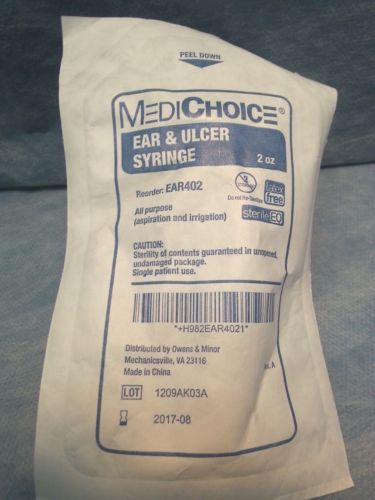 PEEL DOWN
MEDICHOICE®
EAR & ULCER
SYRINGE 2 oz
Reorder: EAR402
Do not Re-Sterilize
latex free
sterile EO
All purpose
(aspiration and irrigation)
CAUTION:
Sterility of contents guaranteed in unopened,
undamaged package.
Single patient use.
*+H982EAR4021*
Distributed by Owens & Minor
Mechanicsville, VA 23116
Made in China
LOT 1209AK03A
2017-08